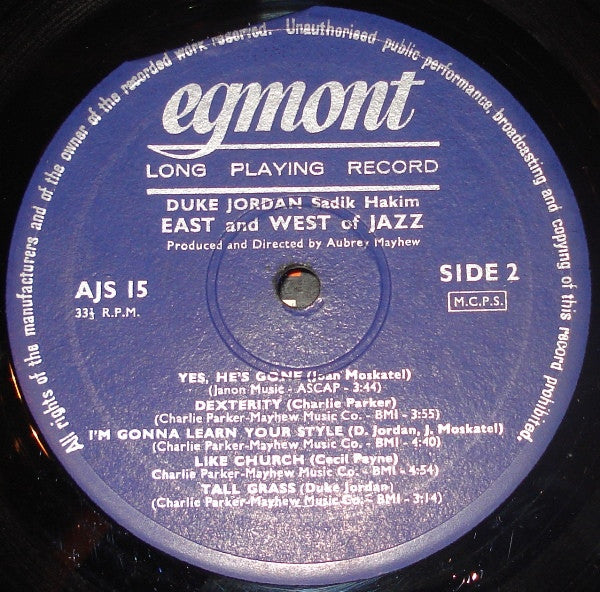 All rights of the manufacturers and of the owner of the recorded work reserved. Unauthorised public performance broadcasting and copying of this record prohibited.
egmont
LONG PLAYING RECORD
DUKE JORDAN Sadik Hakim
EAST and WEST of JAZZ
Produced and Directed by Aubrey Mayhew
AJS 15
33⅓ R.P.M.
SIDE 2
M.C.P.S.
YES, HE'S GONE (Joan Moskatel)
(Janon Music - ASCAP - 3:44)
DEXTERITY (Charlie Parker)
(Charlie Parker-Mayhew Music Co. - BMI - 3:55)
I'M GONNA LEARN YOUR STYLE (D. Jordan, J. Moskatel)
(Charlie Parker-Mayhew Music Co. - BMI - 4:40)
LIKE CHURCH (Cecil Payne)
(Charlie Parker-Mayhew Music Co. - BMI - 4:54)
TALL GRASS (Duke Jordan)
(Charlie Parker-Mayhew Music Co. - BMI - 3:14)